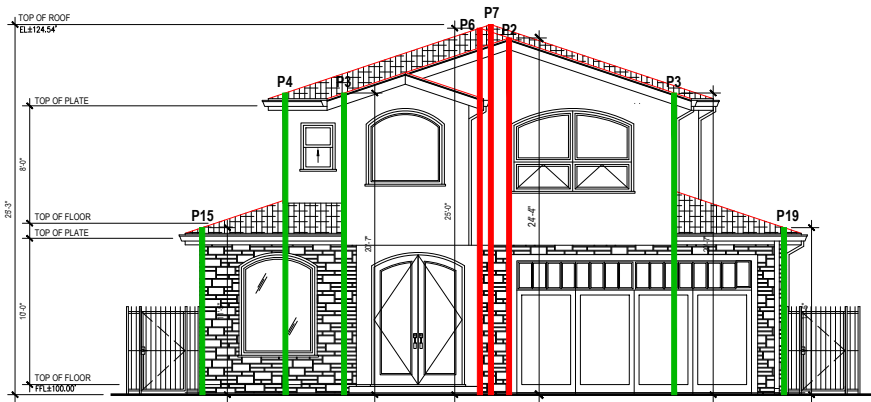 TOP OF ROOF
EL±124.54'
P7
P6
P2
P4
P3
P3
TOP OF PLATE
8'-0"
25'-3"
25'-0"
24'-4"
20'-7"
TOP OF FLOOR
TOP OF PLATE
P15
P19
10'-0"
TOP OF FLOOR
FFL±100.00'